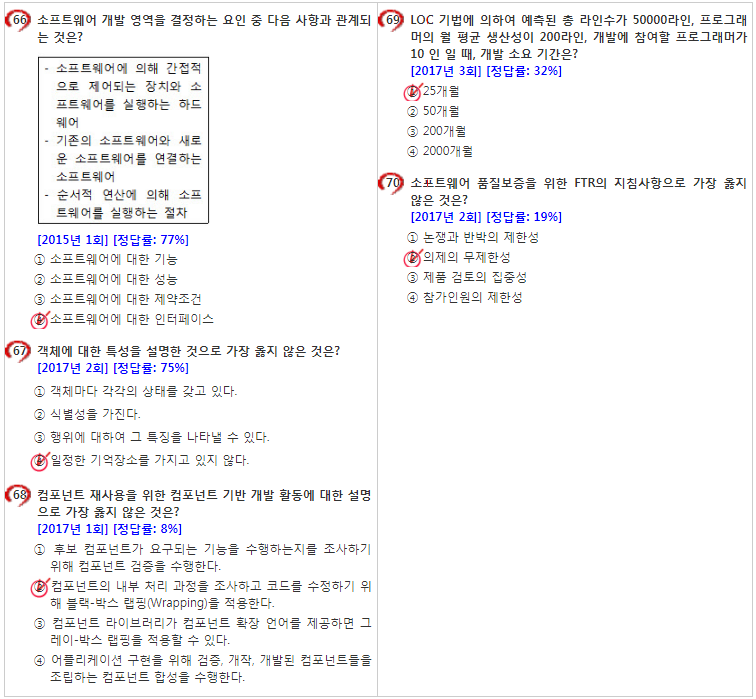 66 소프트웨어 개발 영역을 결정하는 요인 중 다음 사항과 관계되
는 것은?
- 소프트웨어에 의해 간접적
으로 제어되는 장치와 소
프트웨어를 실행하는 하드
웨어
- 기존의 소프트웨어와 새로
운 소프트웨어를 연결하는
소프트웨어
- 순서적 연산에 의해 소프
트웨어를 실행하는 절차
[2015년 1회] [정답률: 77%]
① 소프트웨어에 대한 기능
② 소프트웨어에 대한 성능
③ 소프트웨어에 대한 제약조건
④ 소프트웨어에 대한 인터페이스
67 객체에 대한 특성을 설명한 것으로 가장 옳지 않은 것은?
[2017년 2회] [정답률: 75%]
① 객체마다 각각의 상태를 갖고 있다.
② 식별성을 가진다.
③ 행위에 대하여 그 특징을 나타낼 수 있다.
④ 일정한 기억장소를 가지고 있지 않다.
68 컴포넌트 재사용을 위한 컴포넌트 기반 개발 활동에 대한 설명
으로 가장 옳지 않은 것은?
[2017년 1회] [정답률: 8%]
① 후보 컴포넌트가 요구되는 기능을 수행하는지를 조사하기
위해 컴포넌트 검증을 수행한다.
② 컴포넌트의 내부 처리 과정을 조사하고 코드를 수정하기 위
해 블랙-박스 랩핑(Wrapping)을 적용한다.
③ 컴포넌트 라이브러리가 컴포넌트 확장 언어를 제공하면 그
레이-박스 랩핑을 적용할 수 있다.
④ 어플리케이션 구현을 위해 검증, 개작, 개발된 컴포넌트들을
조립하는 컴포넌트 합성을 수행한다.
69 LOC 기법에 의하여 예측된 총 라인수가 50000라인, 프로그래
머의 월 평균 생산성이 200라인, 개발에 참여할 프로그래머가
10 인 일 때, 개발 소요 기간은?
[2017년 3회] [정답률: 32%]
① 25개월
② 50개월
③ 200개월
④ 2000개월
70 소프트웨어 품질보증을 위한 FTR의 지침사항으로 가장 옳지
않은 것은?
[2017년 2회] [정답률: 19%]
① 논쟁과 반박의 제한성
② 의제의 무제한성
③ 제품 검토의 집중성
④ 참가인원의 제한성